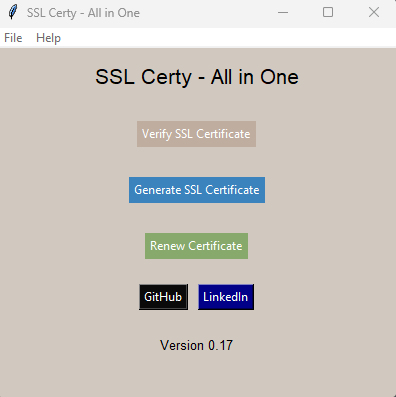 SSL Certy - All in One
File Help
SSL Certy - All in One
Verify SSL Certificate
Generate SSL Certificate
Renew Certificate
GitHub LinkedIn
Version 0.17